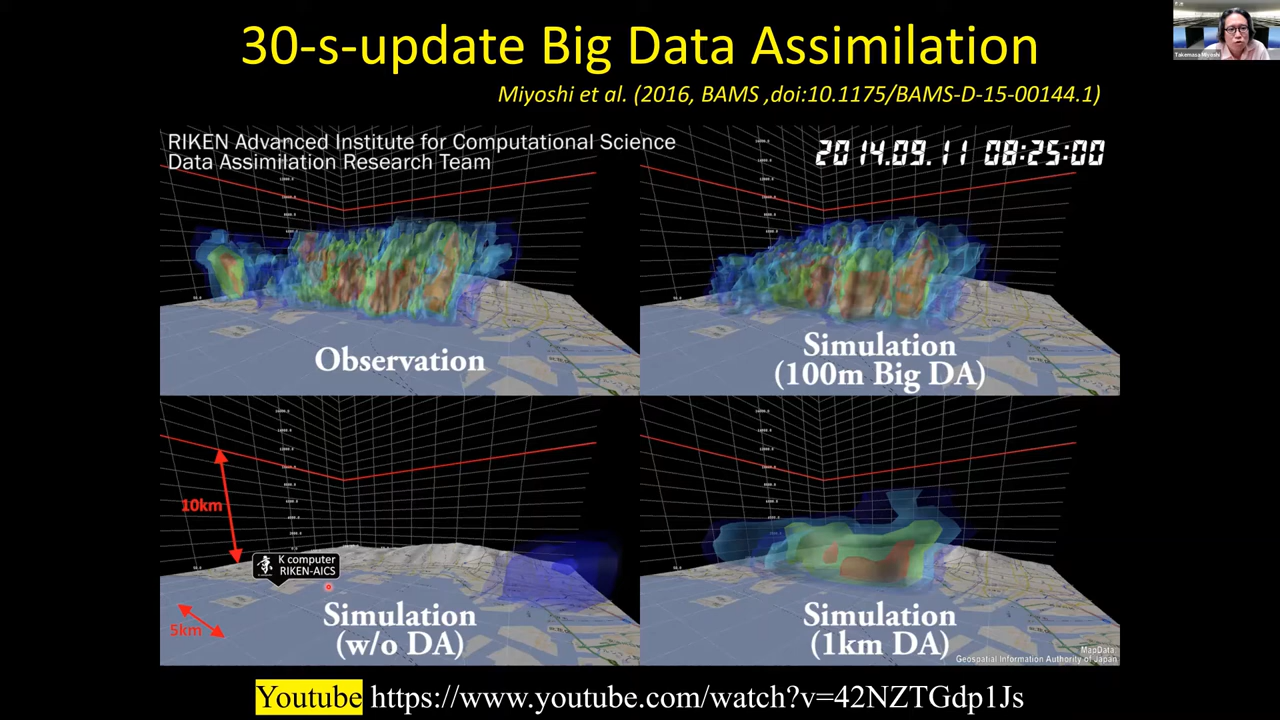 30-s-update Big Data Assimilation
Miyoshi et al. (2016, BAMS ,doi:10.1175/BAMS-D-15-00144.1)
Takemasa Miyoshi
RIKEN Advanced Institute for Computational Science
Data Assimilation Research Team
2014.09.11 08:25:00
Observation
Simulation
(100m Big DA)
10km
K computer
RIKEN-AICS
5km
Simulation
(w/o DA)
Simulation
(1km DA)
MapData:
Geospatial Information Authority of Japan
Youtube https://www.youtube.com/watch?v=42NZTGdp1Js